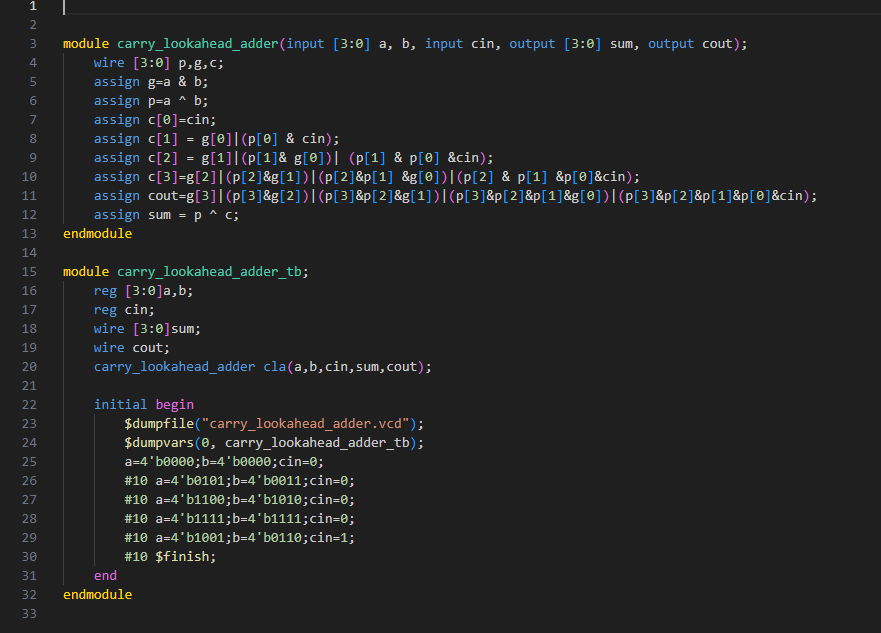 1
2
3 module carry_lookahead_adder(input [3:0] a, b, input cin, output [3:0] sum, output cout);
4     wire [3:0] p,g,c;
5     assign g=a & b;
6     assign p=a ^ b;
7     assign c[0]=cin;
8     assign c[1] = g[0]|(p[0] & cin);
9     assign c[2] = g[1]|(p[1]& g[0])| (p[1] & p[0] &cin);
10     assign c[3]=g[2]|(p[2]&g[1])|(p[2]&p[1] &g[0])|(p[2] & p[1] &p[0]&cin);
11     assign cout=g[3]|(p[3]&g[2])|(p[3]&p[2]&g[1])|(p[3]&p[2]&p[1]&g[0])|(p[3]&p[2]&p[1]&p[0]&cin);
12     assign sum = p ^ c;
13 endmodule
14
15 module carry_lookahead_adder_tb;
16     reg [3:0]a,b;
17     reg cin;
18     wire [3:0]sum;
19     wire cout;
20     carry_lookahead_adder cla(a,b,cin,sum,cout);
21
22     initial begin
23         $dumpfile("carry_lookahead_adder.vcd");
24         $dumpvars(0, carry_lookahead_adder_tb);
25         a=4'b0000;b=4'b0000;cin=0;
26         #10 a=4'b0101;b=4'b0011;cin=0;
27         #10 a=4'b1100;b=4'b1010;cin=0;
28         #10 a=4'b1111;b=4'b1111;cin=0;
29         #10 a=4'b1001;b=4'b0110;cin=1;
30         #10 $finish;
31     end
32 endmodule
33